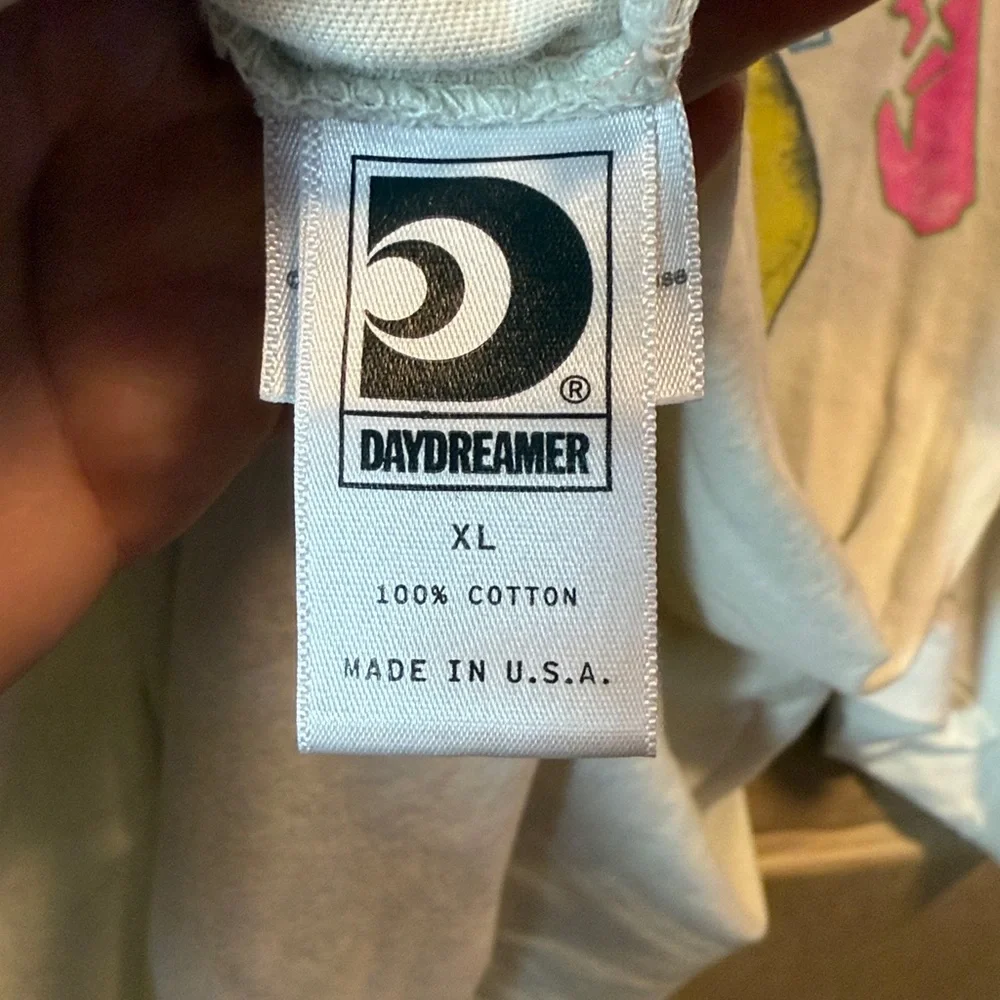 ®
DAYDREAMER
XL
100% COTTON
MADE IN U.S.A.